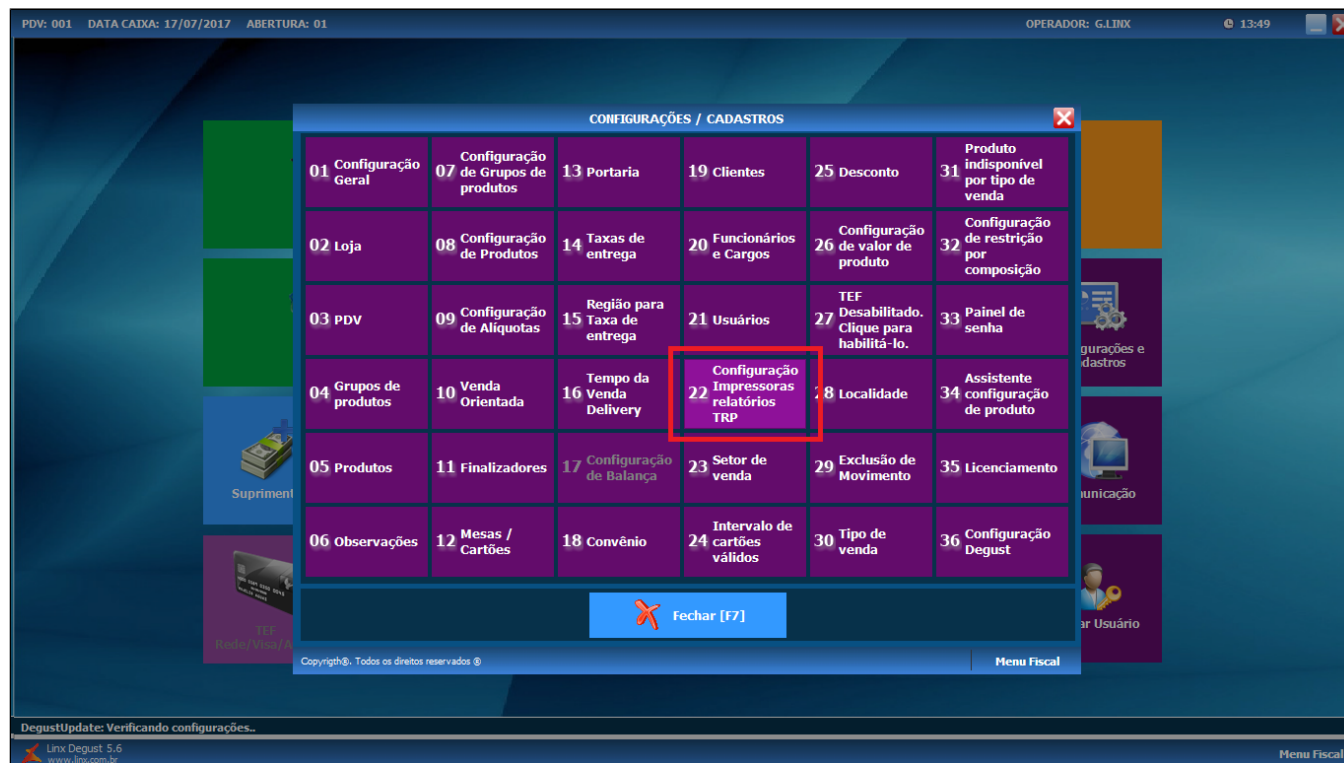 PDV: 001 DATA CAIXA: 17/07/2017 ABERTURA: 01 OPERADOR: G.LINX 13:49
CONFIGURAÇÕES / CADASTROS
01 Configuração
Geral
07 Configuração
de Grupos de
produtos
13 Portaria
19 Clientes
25 Desconto
31 Produto
indisponível
por tipo de
venda
02 Loja
08 Configuração
de Produtos
14 Taxas de
entrega
20 Funcionários
e Cargos
26 Configuração
de valor de
produto
32 Configuração
de restrição
por
composição
03 PDV
09 Configuração
de Alíquotas
15 Região para
Taxa de
entrega
21 Usuários
27 TEF
Desabilitado.
Clique para
habilitá-lo.
33 Painel de
senha
04 Grupos de
produtos
10 Venda
Orientada
16 Tempo da
Venda
Delivery
22 Configuração
Impressoras
relatórios
TRP
28 Localidade
34 Assistente
configuração
de produto
05 Produtos
11 Finalizadores
17 Configuração
de Balança
23 Setor de
venda
29 Exclusão de
Movimento
35 Licenciamento
06 Observações
12 Mesas /
Cartões
18 Convênio
24 Intervalo de
cartões
válidos
30 Tipo de
venda
36 Configuração
Degust
Fechar [F7]
Copyrigth®. Todos os direitos reservados ®
Menu Fiscal
gurações e
dastros
Supriment
unicação
TEF
Rede/Visa/A
ar Usuário
DegustUpdate: Verificando configurações..
Linx Degust 5.6
www.linx.com.br
Menu Fiscal